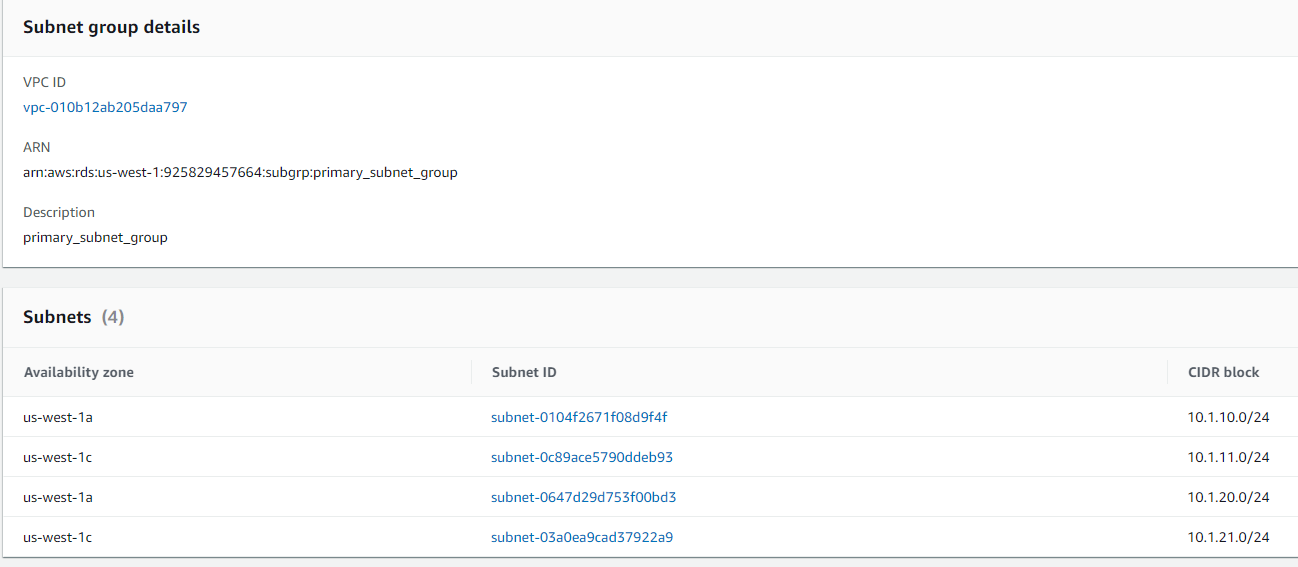 Subnet group details
VPC ID
vpc-010b12ab205daa797
ARN
arn:aws:rds:us-west-1:925829457664:subgrp:primary_subnet_group
Description
primary_subnet_group
Subnets (4)
Availability zone Subnet ID CIDR block
us-west-1a subnet-0104f2671f08d9f4f 10.1.10.0/24
us-west-1c subnet-0c89ace5790ddeb93 10.1.11.0/24
us-west-1a subnet-0647d29d753f00bd3 10.1.20.0/24
us-west-1c subnet-03a0ea9cad37922a9 10.1.21.0/24